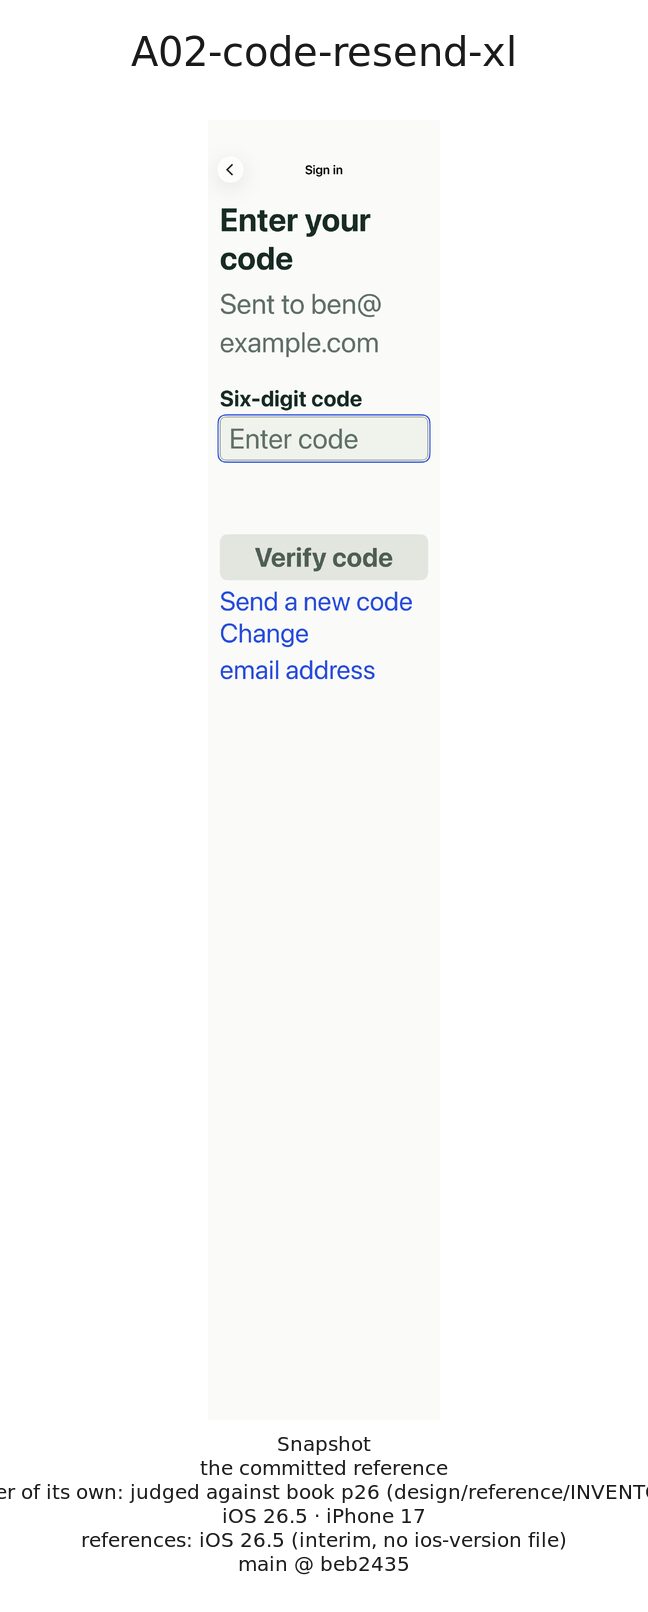 A02-code-resend-xl
Sign in
Enter your
code
Sent to ben@
example.com
Six-digit code
Enter code
Verify code
Send a new code
Change
email address
Snapshot
the committed reference
of its own: judged against book p26 (design/reference/
iOS 26.5 · iPhone 17
references: iOS 26.5 (interim, no ios-version file)
main @ beb2435